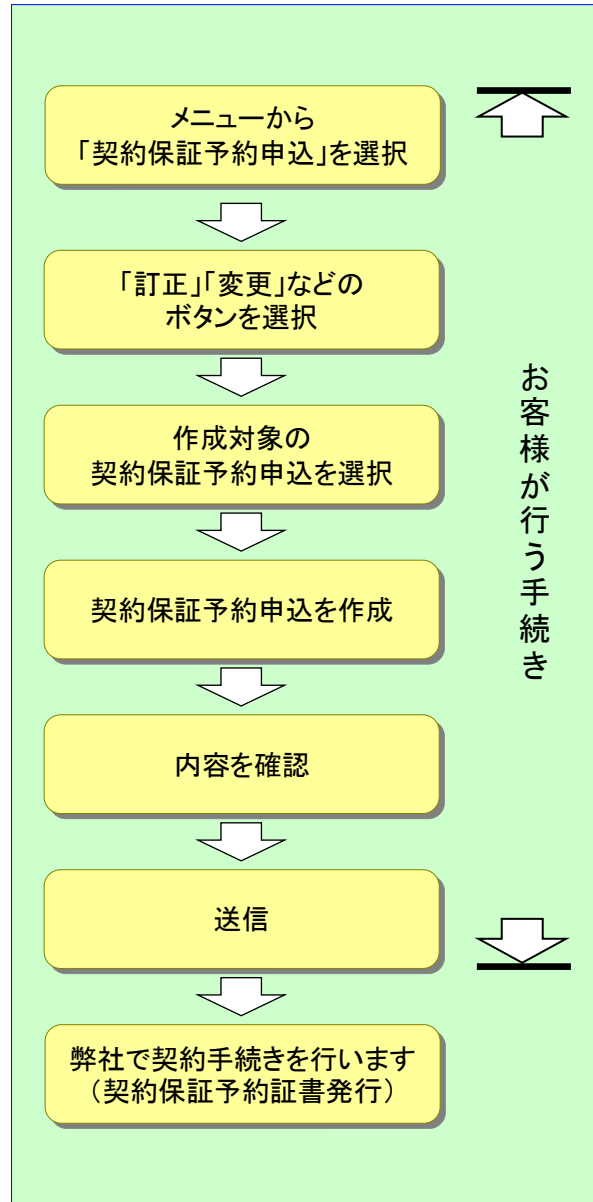 メニューから
「契約保証予約申込」を選択
「訂正」「変更」などの
ボタンを選択
作成対象の
契約保証予約申込を選択
契約保証予約申込を作成
内容を確認
送信
弊社で契約手続きを行います
（契約保証予約証書発行）
お客様が行う手続き